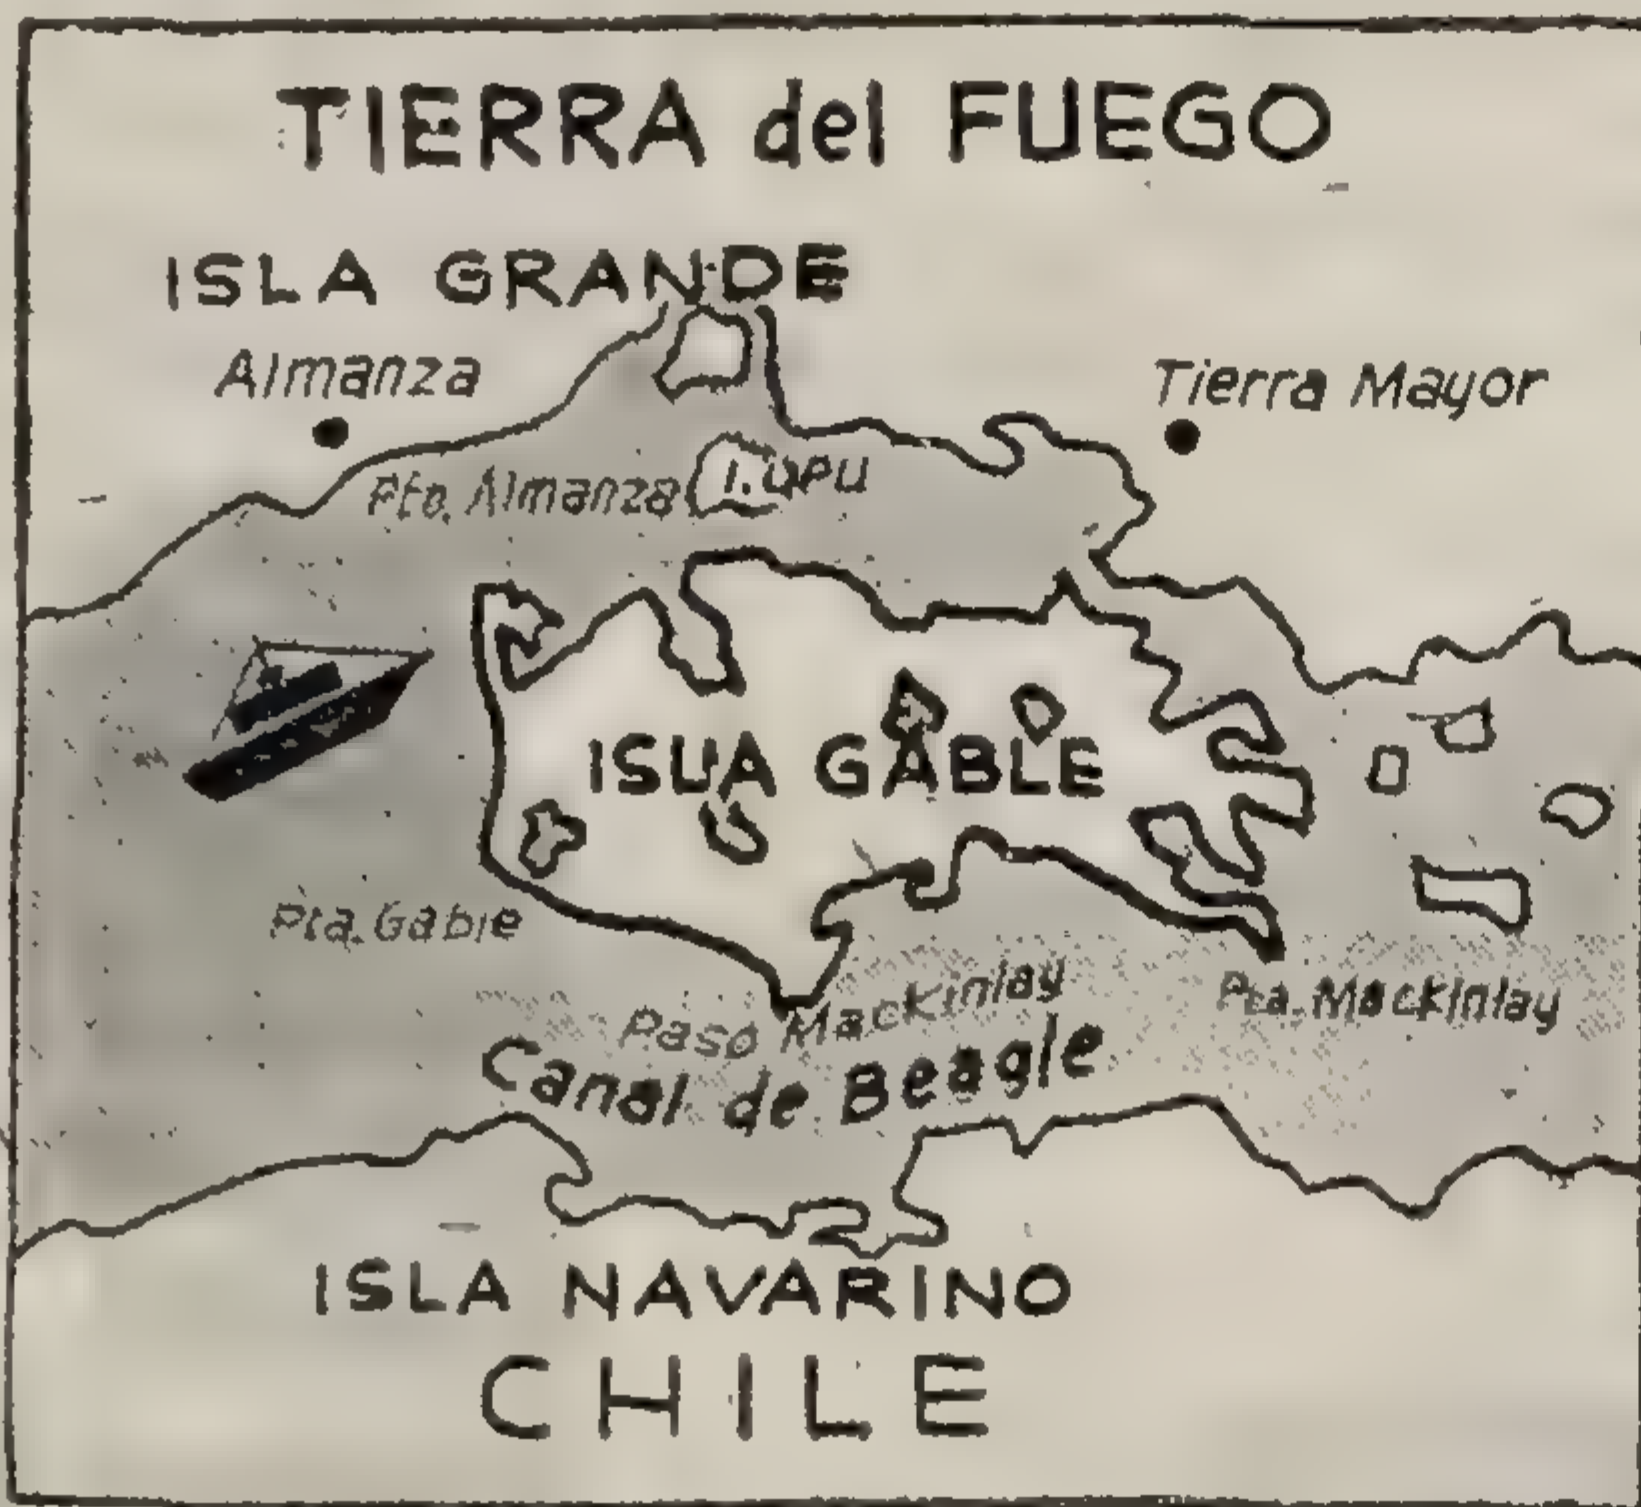 TIERRA del FUEGO
ISLA GRANDE
Almanza
Tierra Mayor
Pto. Almanza
I. UPU
ISLA GABLE
Pta. Gable
Paso MacKinlay
Pta. MacKinlay
Canal de Beagle
ISLA NAVARINO
CHILE